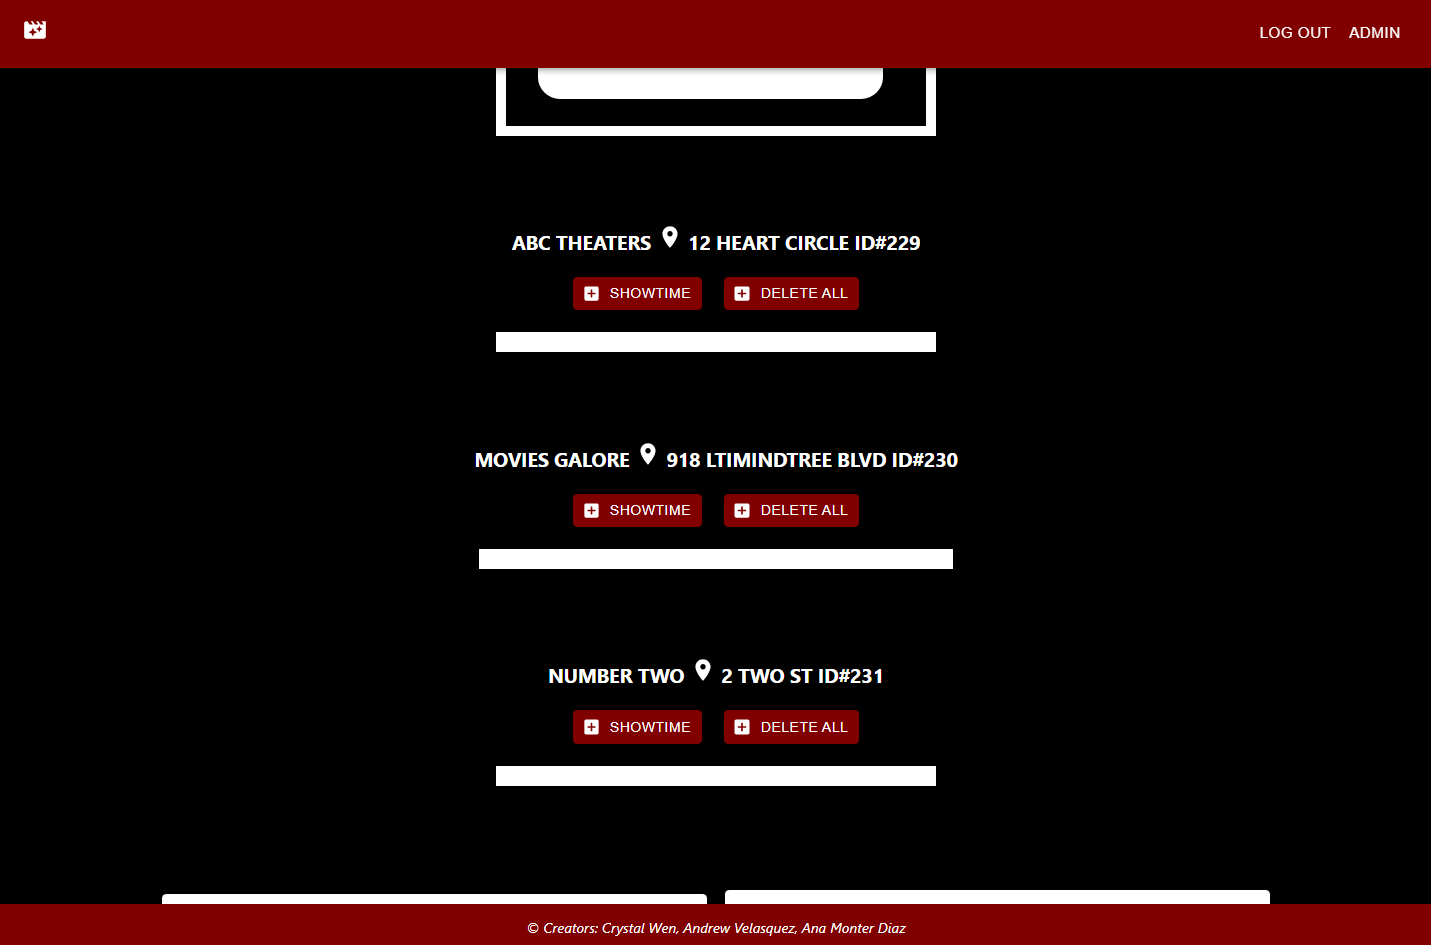 LOG OUT ADMIN
ABC THEATERS 12 HEART CIRCLE ID#229
SHOWTIME DELETE ALL
MOVIES GALORE 918 LTIMINDTREE BLVD ID#230
SHOWTIME DELETE ALL
NUMBER TWO 2 TWO ST ID#231
SHOWTIME DELETE ALL
© Creators: Crystal Wen, Andrew Velasquez, Ana Monter Diaz